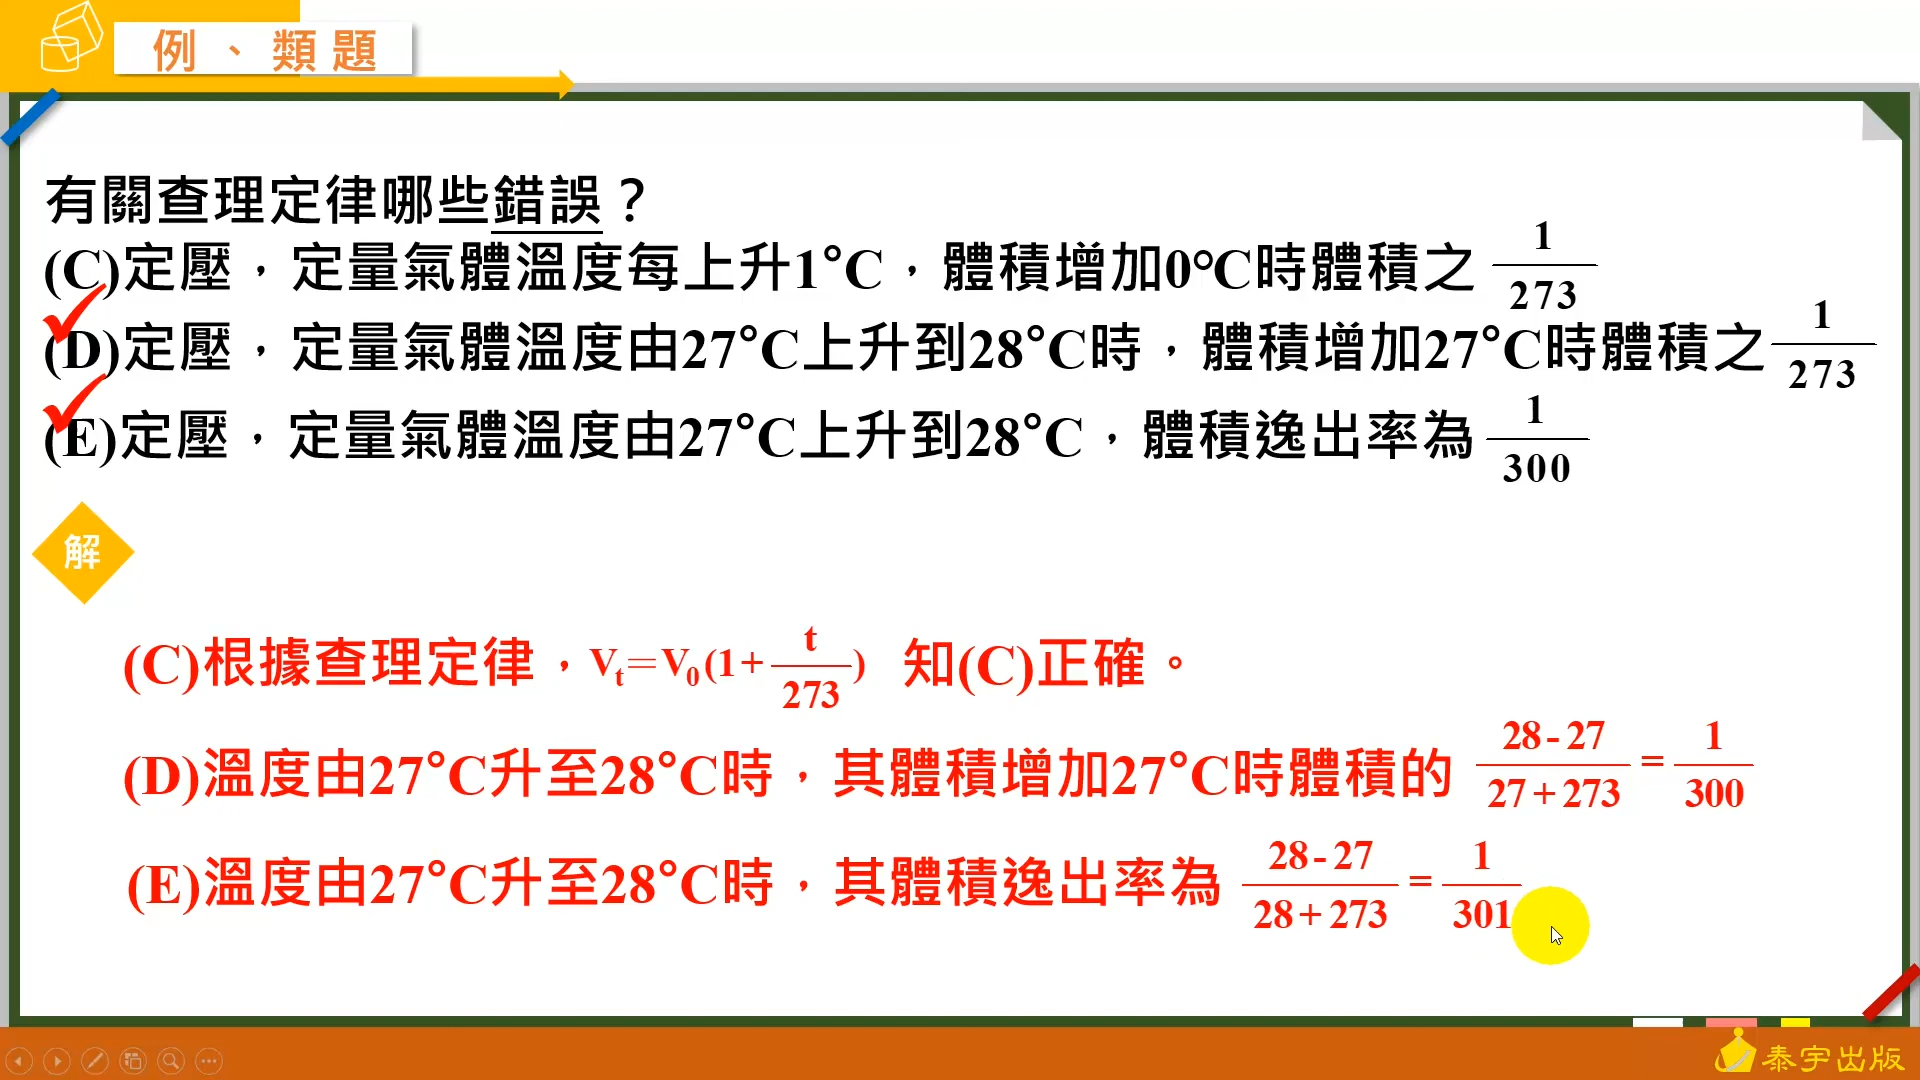 例、類題
有關查理定律哪些錯誤？
(C)定壓，定量氣體溫度每上升1°C，體積增加0°C時體積之 1/273
(D)定壓，定量氣體溫度由27°C上升到28°C時，體積增加27°C時體積之 1/273
(E)定壓，定量氣體溫度由27°C上升到28°C，體積逸出率為 1/300
解
(C)根據查理定律，Vt＝V0(1+ t/273) 知(C)正確。
(D)溫度由27°C升至28°C時，其體積增加27°C時體積的 28-27/27+273 = 1/300
(E)溫度由27°C升至28°C時，其體積逸出率為 28-27/28+273 = 1/301
泰宇出版